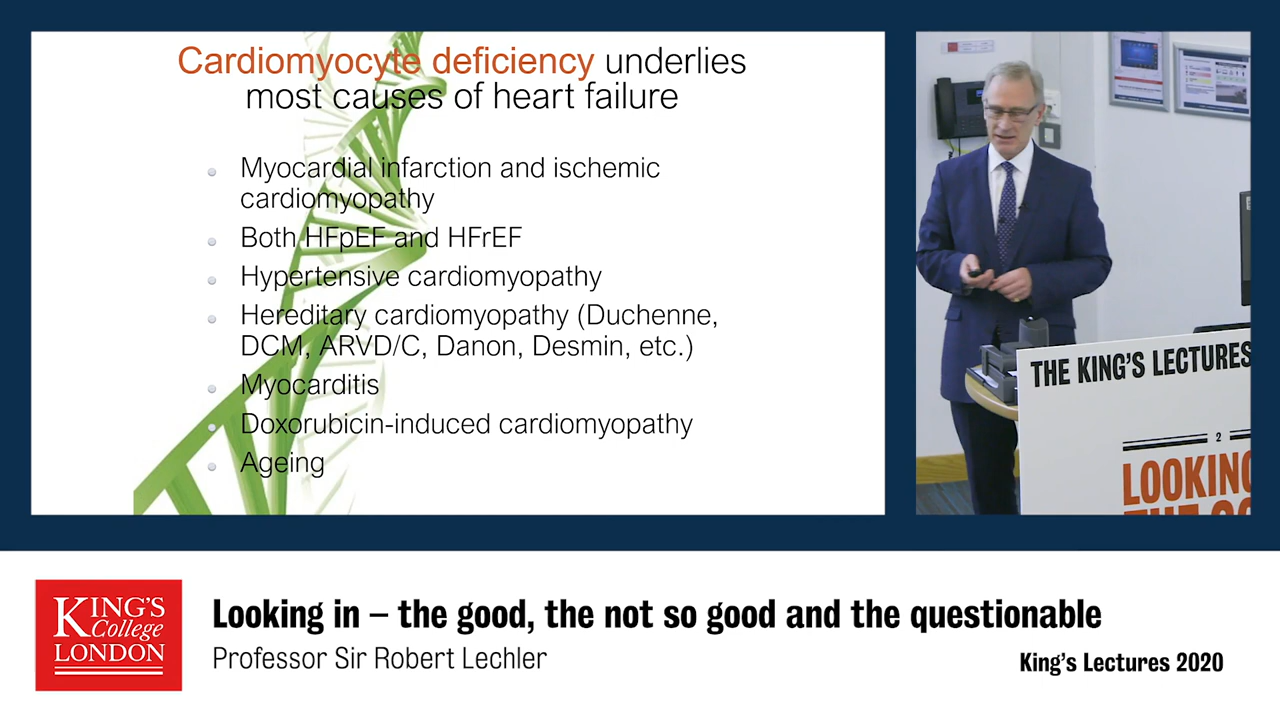 Cardiomyocyte deficiency underlies
most causes of heart failure
Myocardial infarction and ischemic
cardiomyopathy
Both HFpEF and HFrEF
Hypertensive cardiomyopathy
Hereditary cardiomyopathy (Duchenne,
DCM, ARVD/C, Danon, Desmin, etc.)
Myocarditis
Doxorubicin-induced cardiomyopathy
Ageing
THE KING'S LECTURES
2
LOOKING
KING'S
College
LONDON
Looking in – the good, the not so good and the questionable
Professor Sir Robert Lechler
King's Lectures 2020